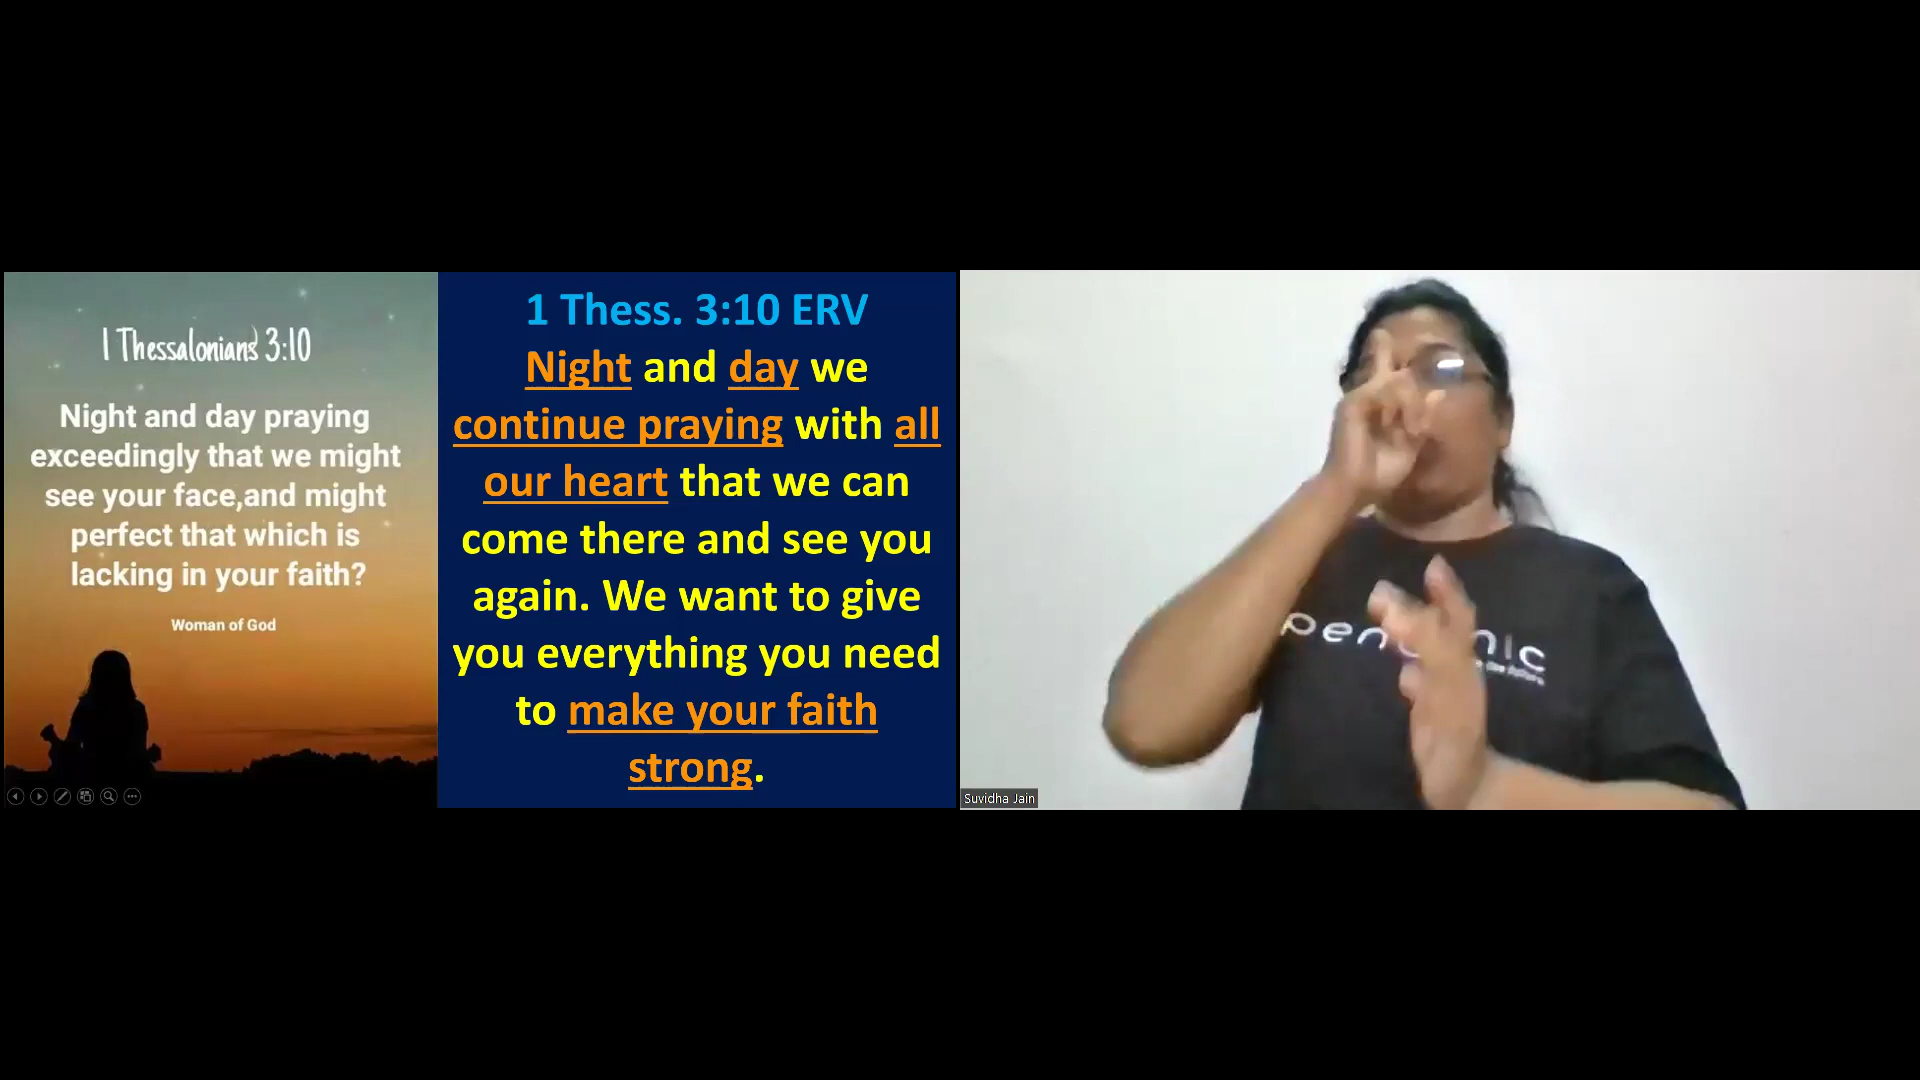 1 Thessalonians 3:10
Night and day praying
exceedingly that we might
see your face,and might
perfect that which is
lacking in your faith?
Woman of God
1 Thess. 3:10 ERV
Night and day we
continue praying with all
our heart that we can
come there and see you
again. We want to give
you everything you need
to make your faith
strong.
Suvidha Jain